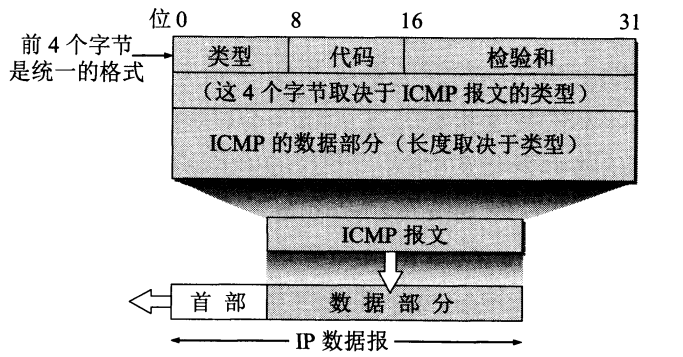 位 0 8 16 31
前 4 个字节
是统一的格式
类型 代码 检验和
(这 4 个字节取决于 ICMP 报文的类型)
ICMP 的数据部分(长度取决于类型)
ICMP 报文
首 部 数 据 部 分
IP 数据报